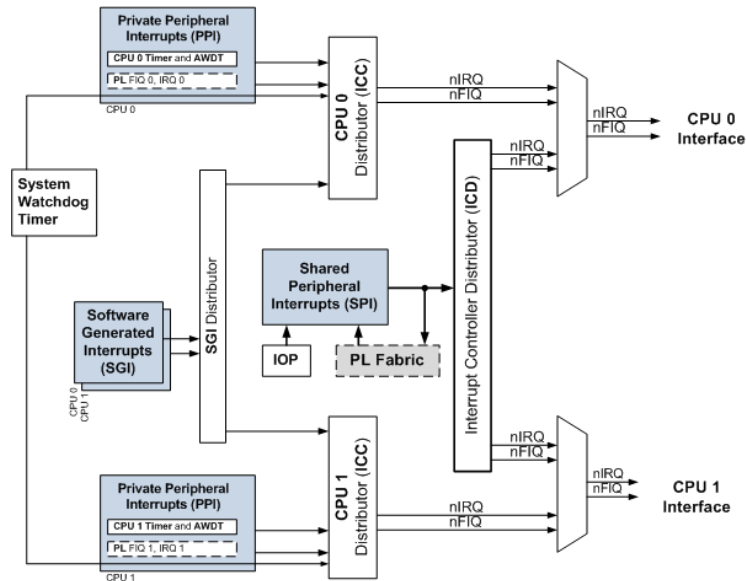 Private Peripheral
Interrupts (PPI)
CPU 0 Timer and AWDT
PL FIQ 0, IRQ 0
CPU 0
CPU 0
Distributor (ICC)
nIRQ
nFIQ
nIRQ
nFIQ
CPU 0
Interface
nIRQ
nFIQ
System
Watchdog
Timer
SGI Distributor
Shared
Peripheral
Interrupts (SPI)
Interrupt Controller Distributor (ICD)
Software
Generated
Interrupts
(SGI)
CPU 0
CPU 1
IOP
PL Fabric
nIRQ
nFIQ
Private Peripheral
Interrupts (PPI)
CPU 1 Timer and AWDT
PL FIQ 1, IRQ 1
CPU 1
CPU 1
Distributor (ICC)
nIRQ
nFIQ
nIRQ
nFIQ
CPU 1
Interface